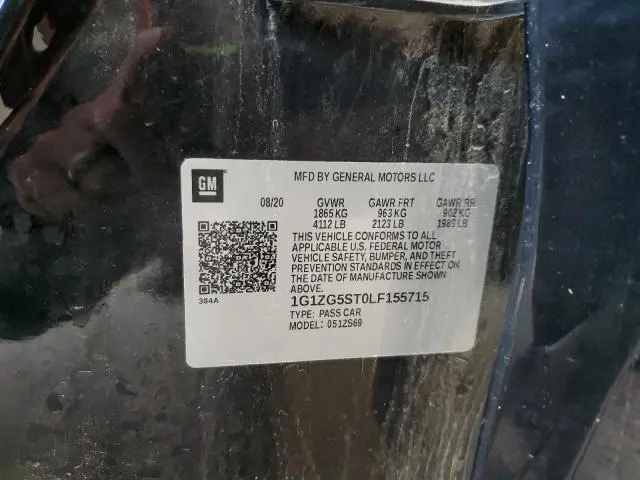 GM
MFD BY GENERAL MOTORS LLC
08/20 GVWR GAWR FRT GAWR RR
1865 KG 963 KG 902 KG
4112 LB 2123 LB 1989 LB
THIS VEHICLE CONFORMS TO ALL
APPLICABLE U.S. FEDERAL MOTOR
VEHICLE SAFETY, BUMPER, AND THEFT
PREVENTION STANDARDS IN EFFECT ON
THE DATE OF MANUFACTURE SHOWN
ABOVE.
384A
1G1ZG5ST0LF155715
TYPE: PASS CAR
MODEL: 051ZS69